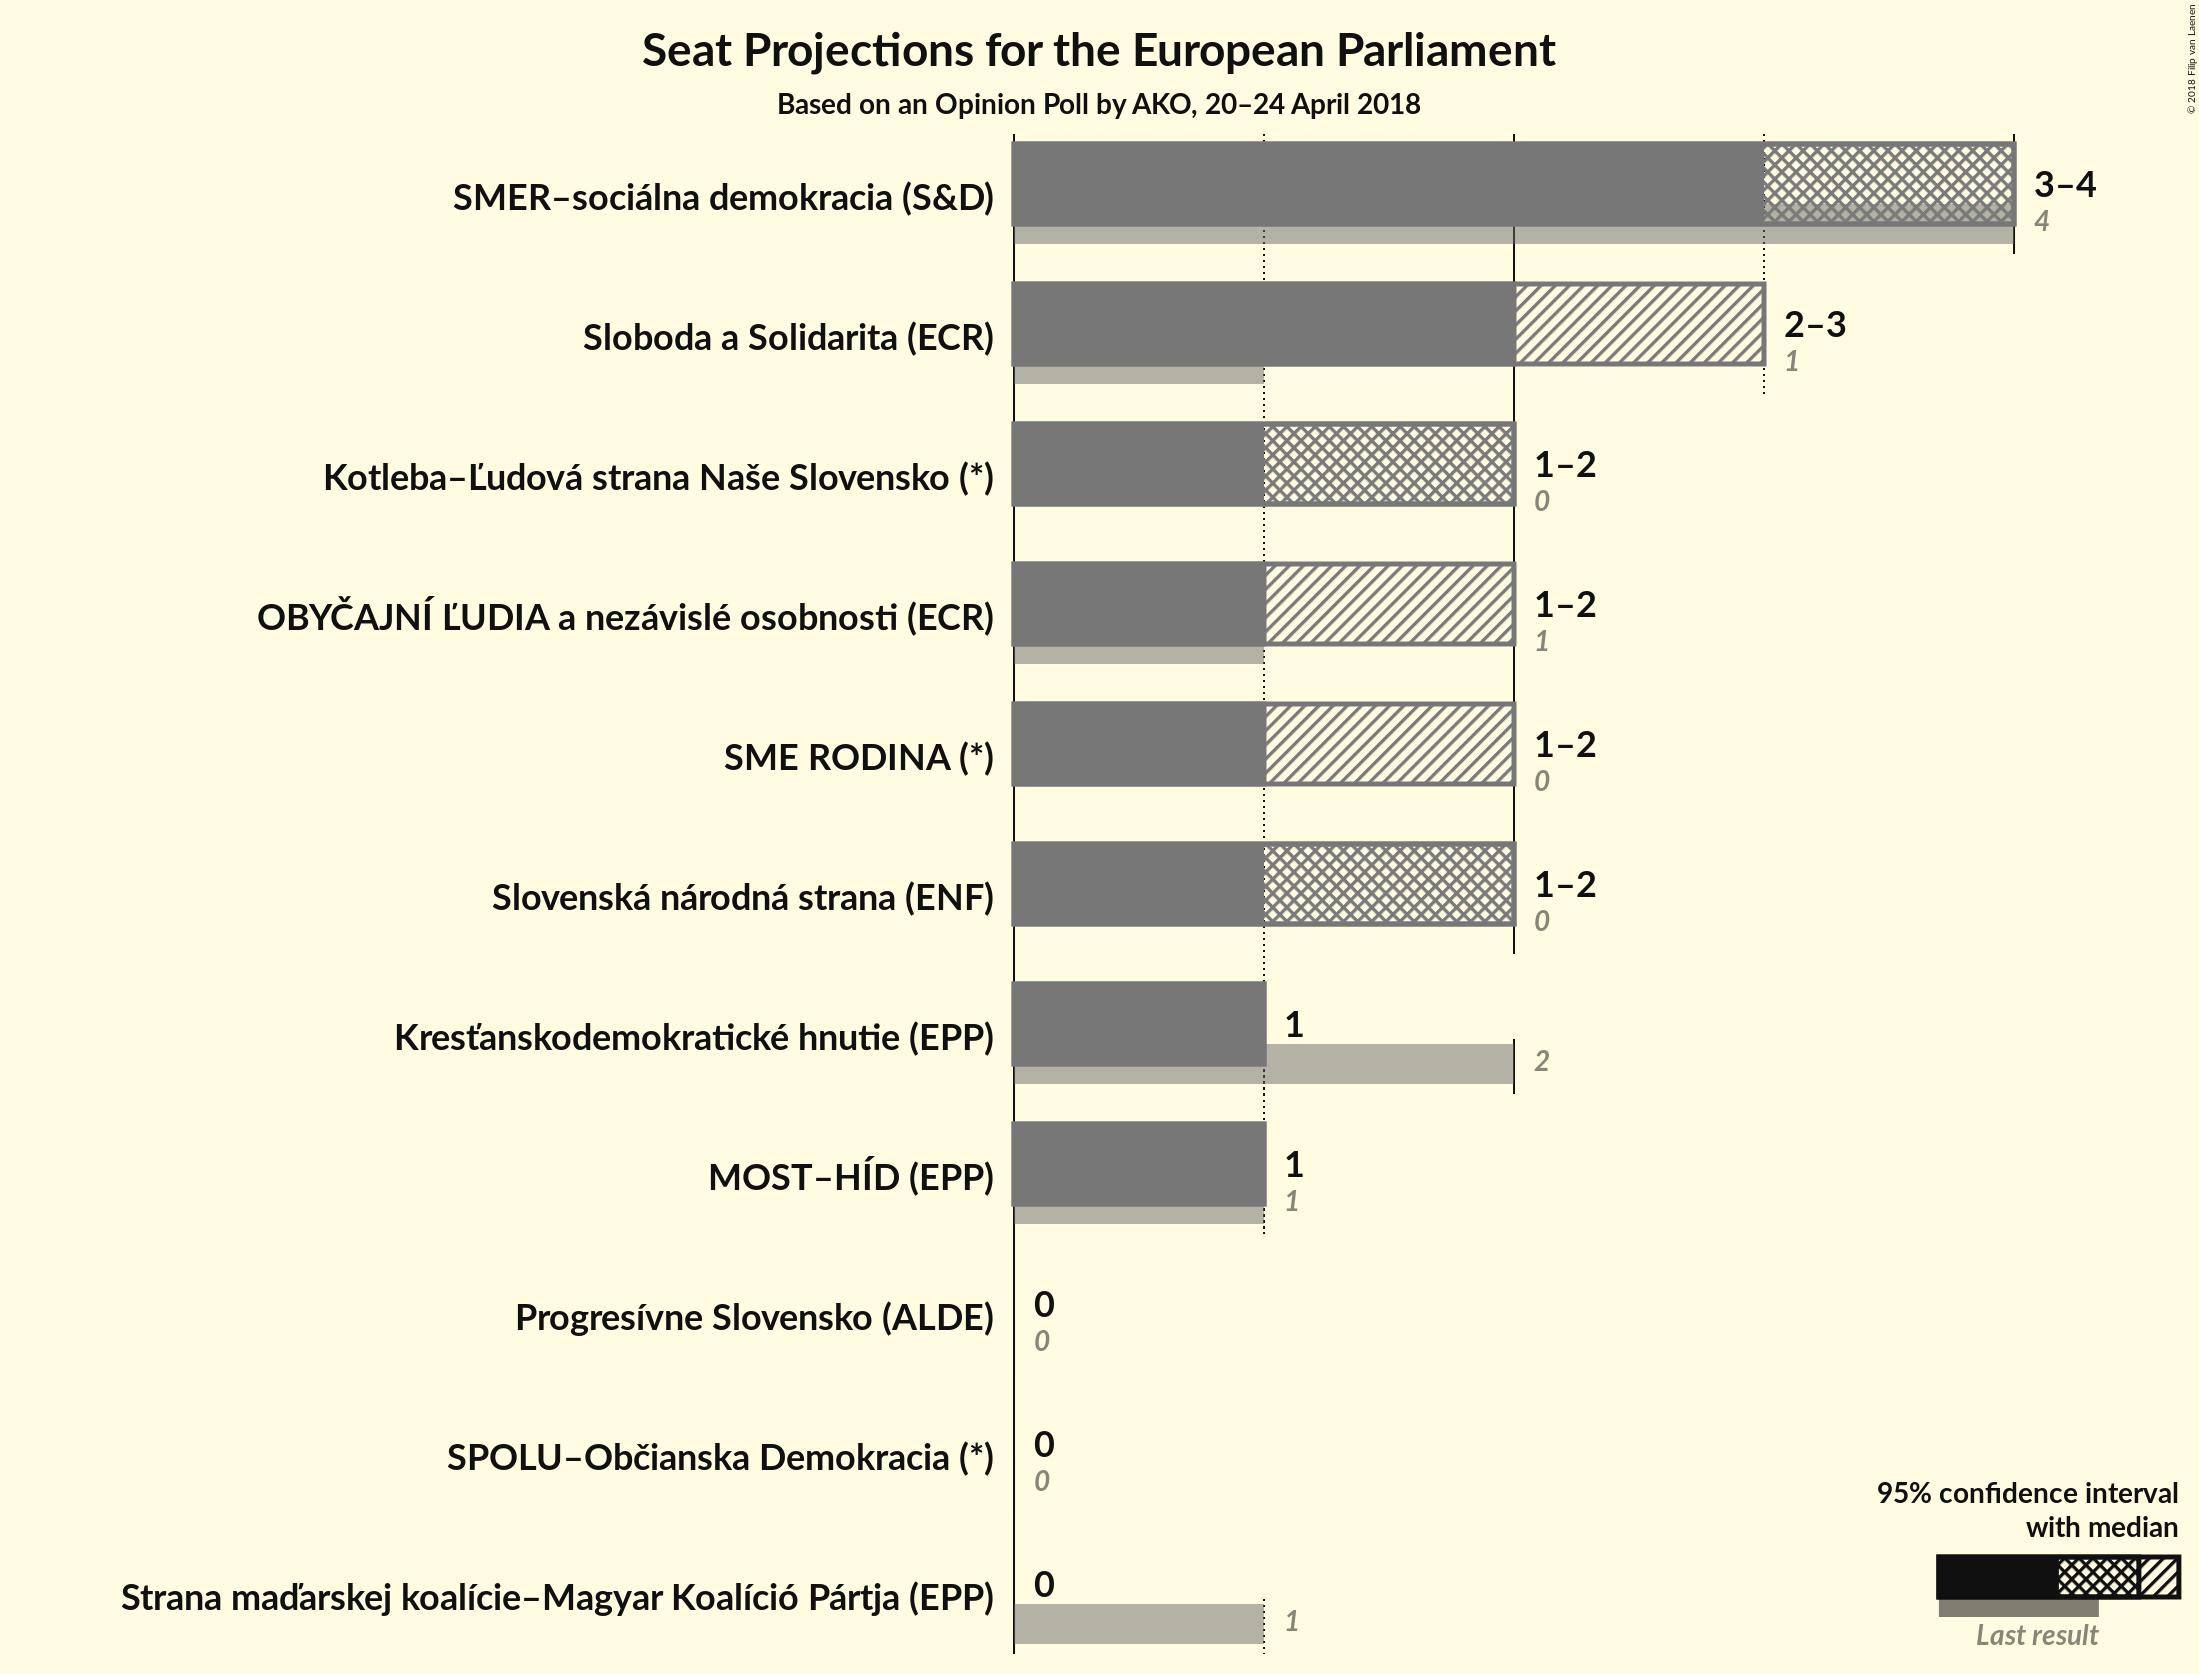 Seat Projections for the European Parliament
Based on an Opinion Poll by AKO, 20–24 April 2018
© 2018 Filip van Laenen
SMER–sociálna demokracia (S&D)
3–4
4
Sloboda a Solidarita (ECR)
2–3
1
Kotleba–Ľudová strana Naše Slovensko (*)
1–2
0
OBYČAJNÍ ĽUDIA a nezávislé osobnosti (ECR)
1–2
1
SME RODINA (*)
1–2
0
Slovenská národná strana (ENF)
1–2
0
Kresťanskodemokratické hnutie (EPP)
1
2
MOST–HÍD (EPP)
1
1
Progresívne Slovensko (ALDE)
0
0
SPOLU–Občianska Demokracia (*)
0
0
Strana maďarskej koalície–Magyar Koalíció Pártja (EPP)
0
1
95% confidence interval
with median
Last result